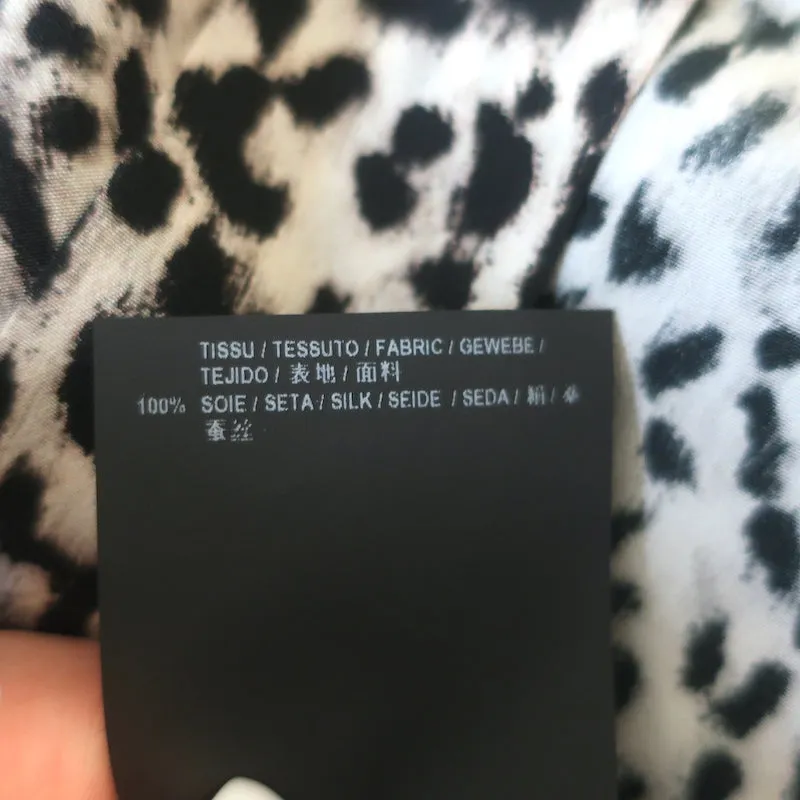 TISSU / TESSUTO / FABRIC / GEWEBE /
TEJIDO / 表地 / 面料
100% SOIE / SETA / SILK / SEIDE / SEDA / 絹 / 桑
蚕丝